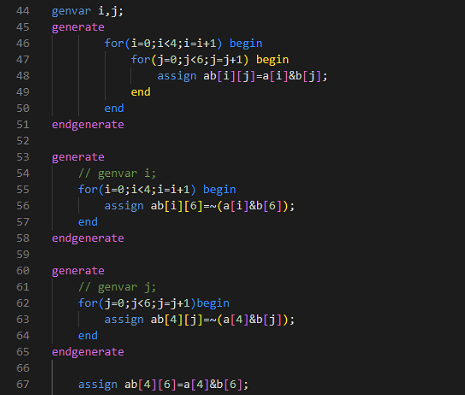 44 genvar i,j;
45 generate
46 for(i=0;i<4;i=i+1) begin
47 for(j=0;j<6;j=j+1) begin
48 assign ab[i][j]=a[i]&b[j];
49 end
50 end
51 endgenerate
52
53 generate
54 // genvar i;
55 for(i=0;i<4;i=i+1) begin
56 assign ab[i][6]=~(a[i]&b[6]);
57 end
58 endgenerate
59
60 generate
61 // genvar j;
62 for(j=0;j<6;j=j+1)begin
63 assign ab[4][j]=~(a[4]&b[j]);
64 end
65 endgenerate
66
67 assign ab[4][6]=a[4]&b[6];